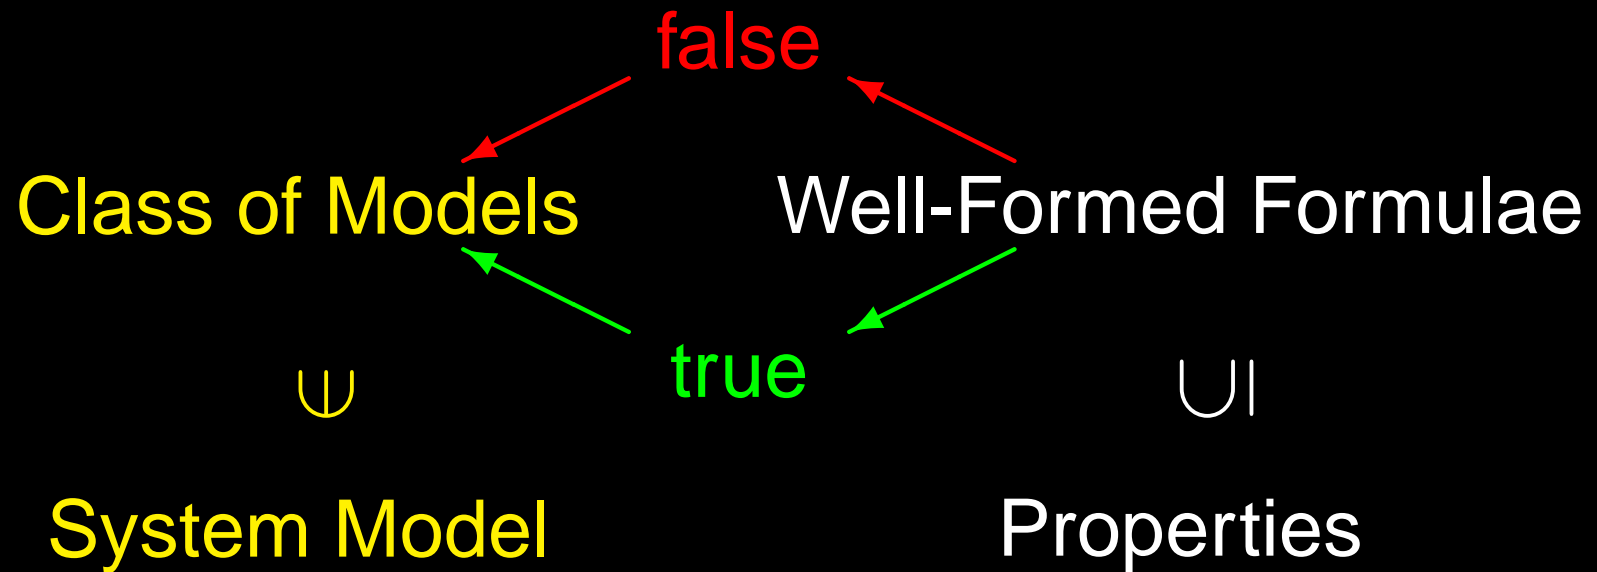 false
Class of Models Well-Formed Formulae
true
⋓ ∪|
System Model Properties